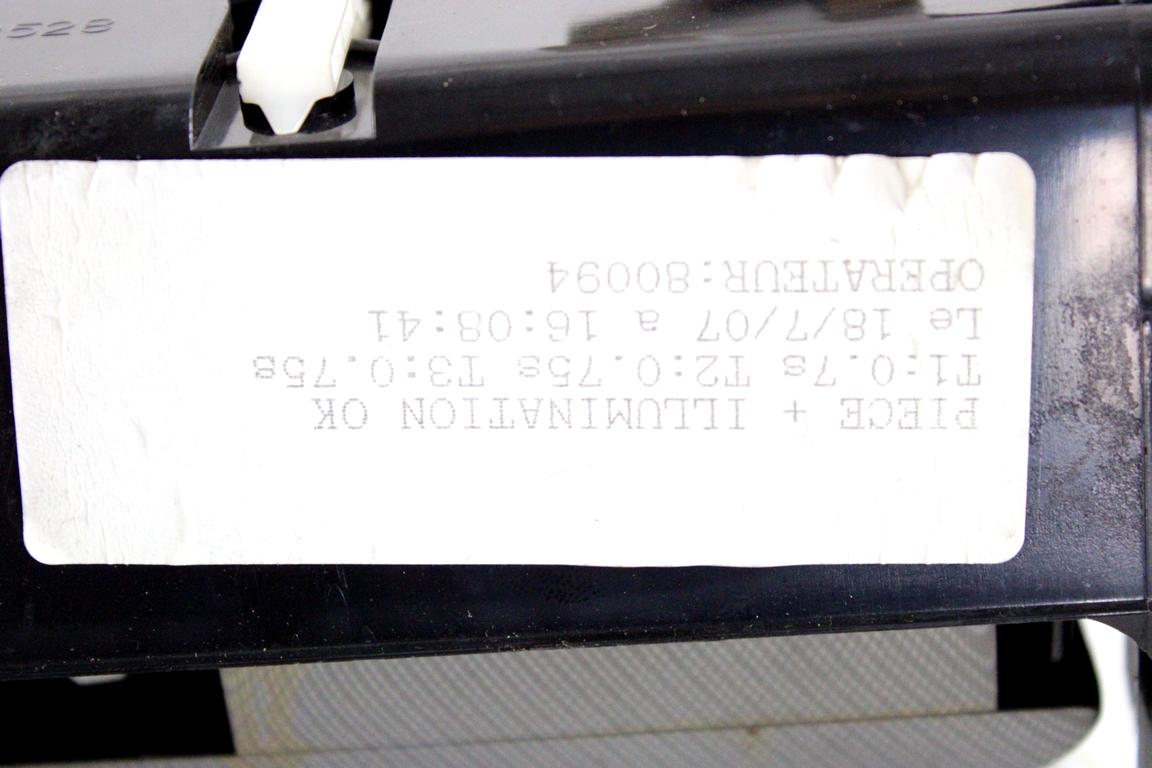 PIECE + ILLUMINATION OK
T1:0.7s T2:0.75s T3:0.75s
Le 18/7/07 a 16:08:41
OPERATEUR:80094
528